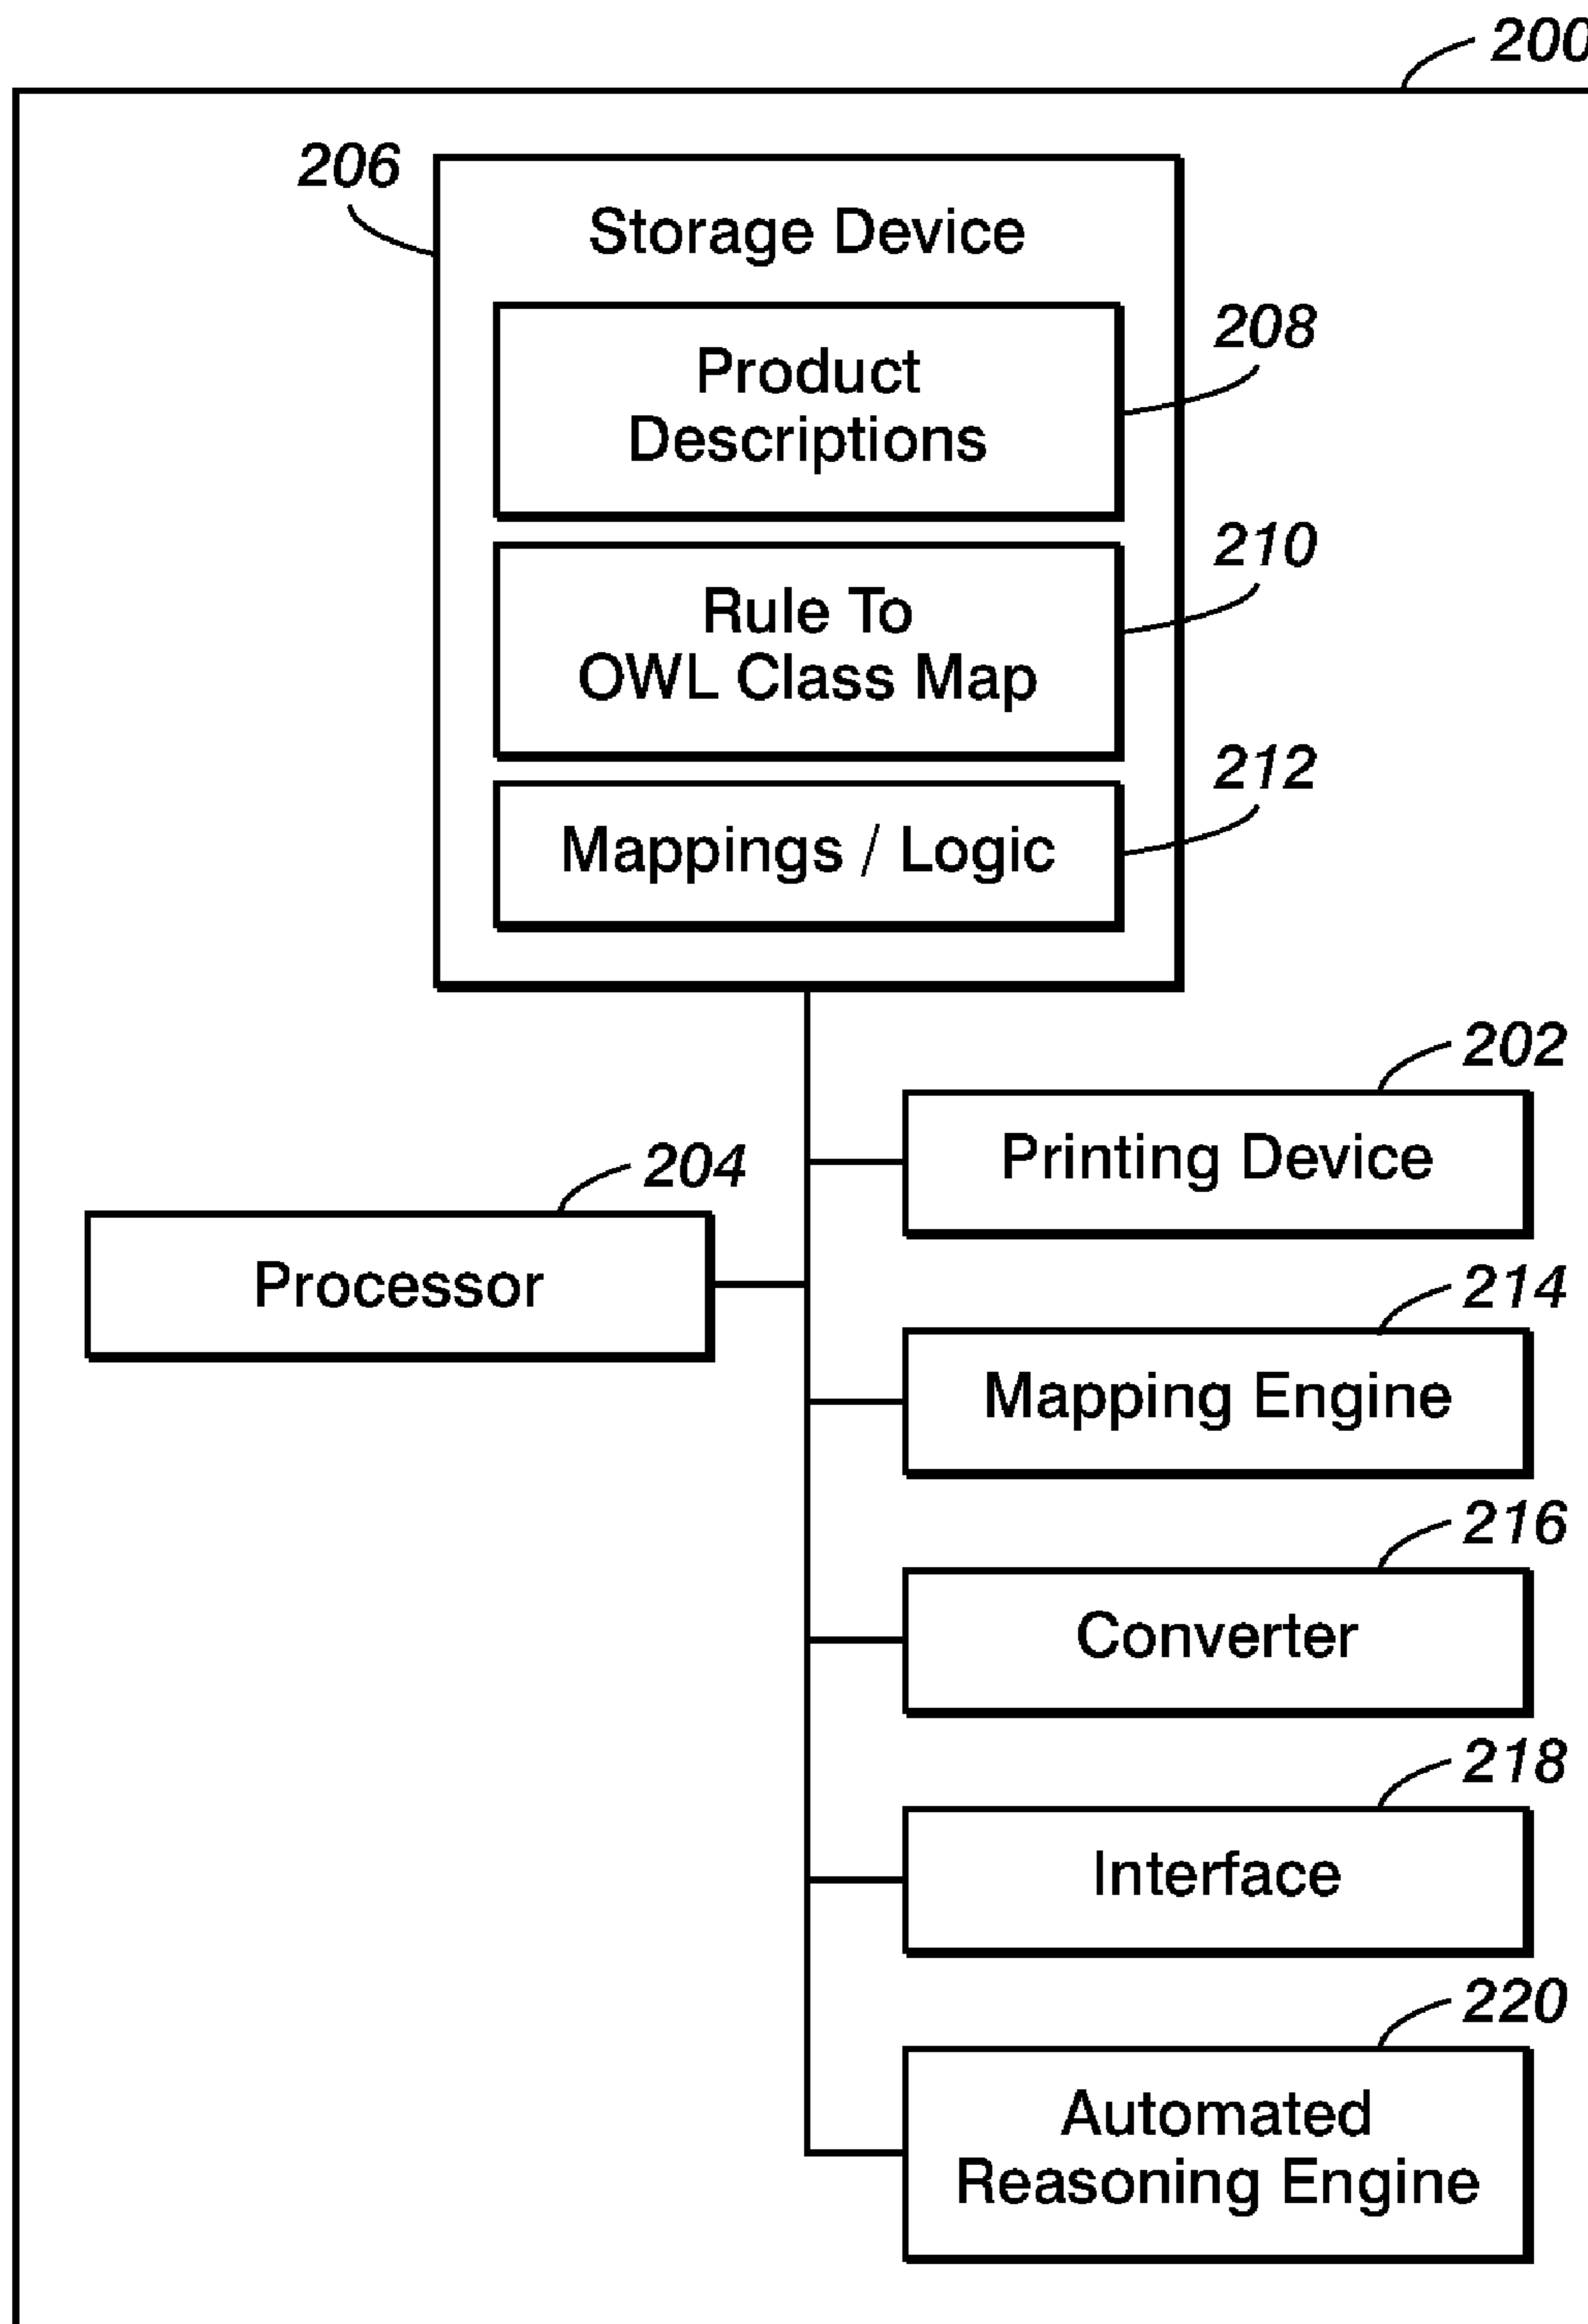 200
206
Storage Device
208
Product
Descriptions
210
Rule To
OWL Class Map
212
Mappings / Logic
202
Printing Device
204
Processor
214
Mapping Engine
216
Converter
218
Interface
220
Automated
Reasoning Engine